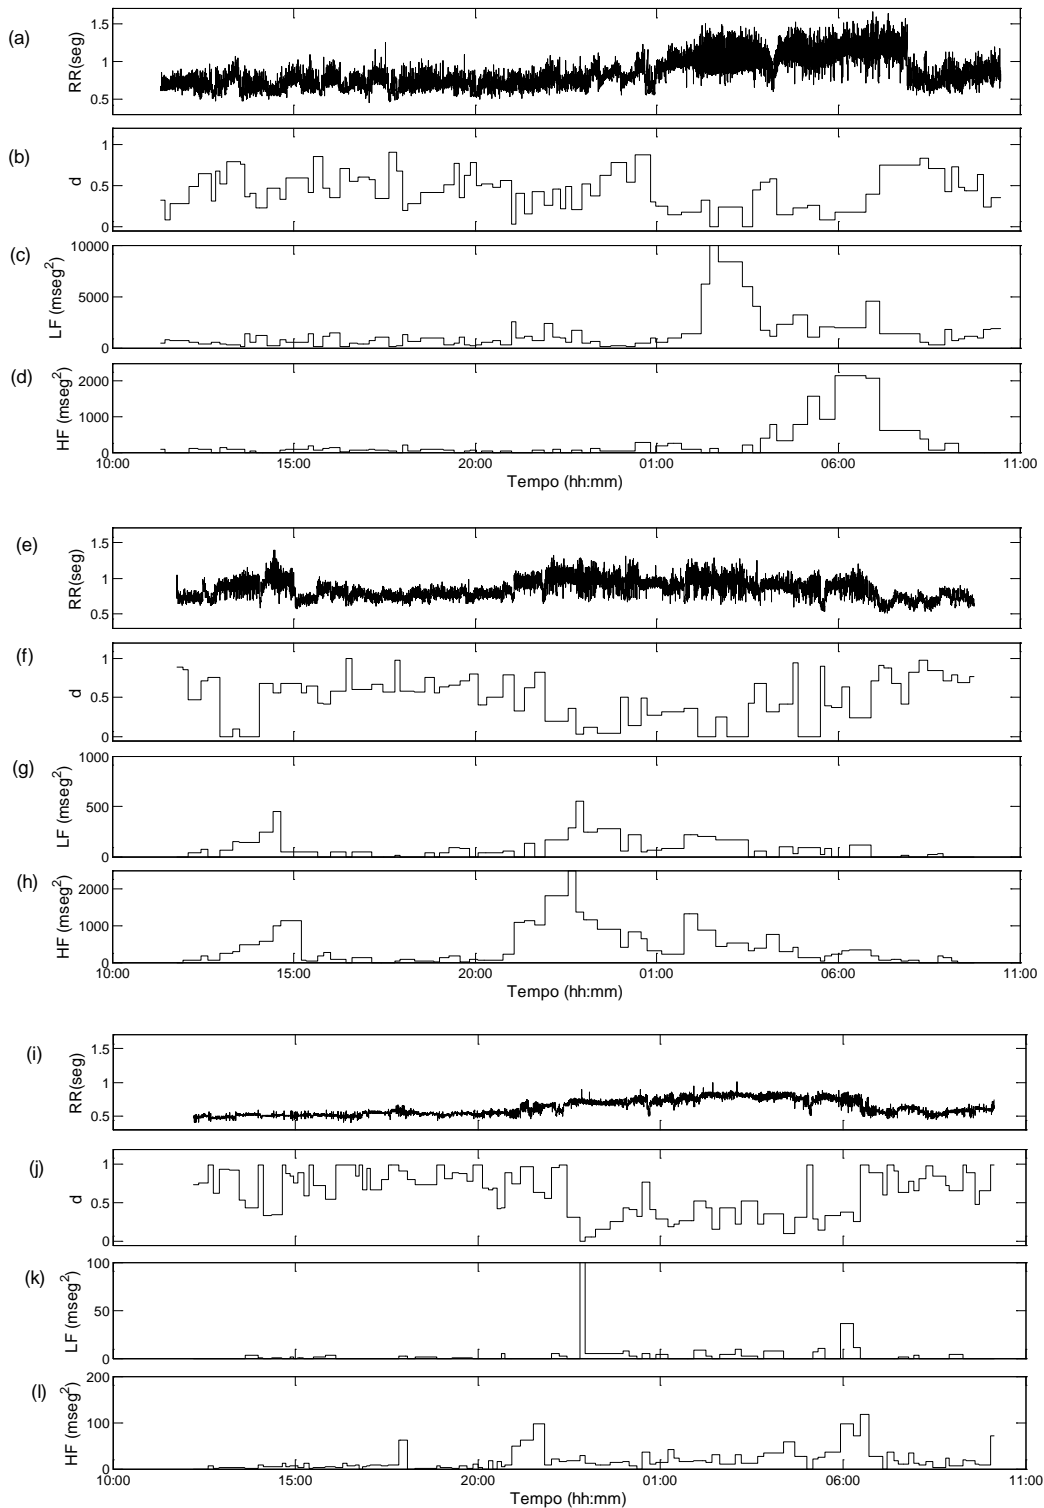 (a)
RR(seg)
1.5
1
0.5
(b)
d
1
0.5
0
(c)
LF (mseg²)
10000
5000
0
(d)
HF (mseg²)
2000
1000
0
10:00 15:00 20:00 01:00 06:00 11:00
Tempo (hh:mm)
(e)
RR(seg)
1.5
1
0.5
(f)
d
1
0.5
0
(g)
LF (mseg²)
1000
500
0
(h)
HF (mseg²)
2000
1000
0
10:00 15:00 20:00 01:00 06:00 11:00
Tempo (hh:mm)
(i)
RR(seg)
1.5
1
0.5
(j)
d
1
0.5
0
(k)
LF (mseg²)
100
50
0
(l)
HF (mseg²)
200
100
0
10:00 15:00 20:00 01:00 06:00 11:00
Tempo (hh:mm)